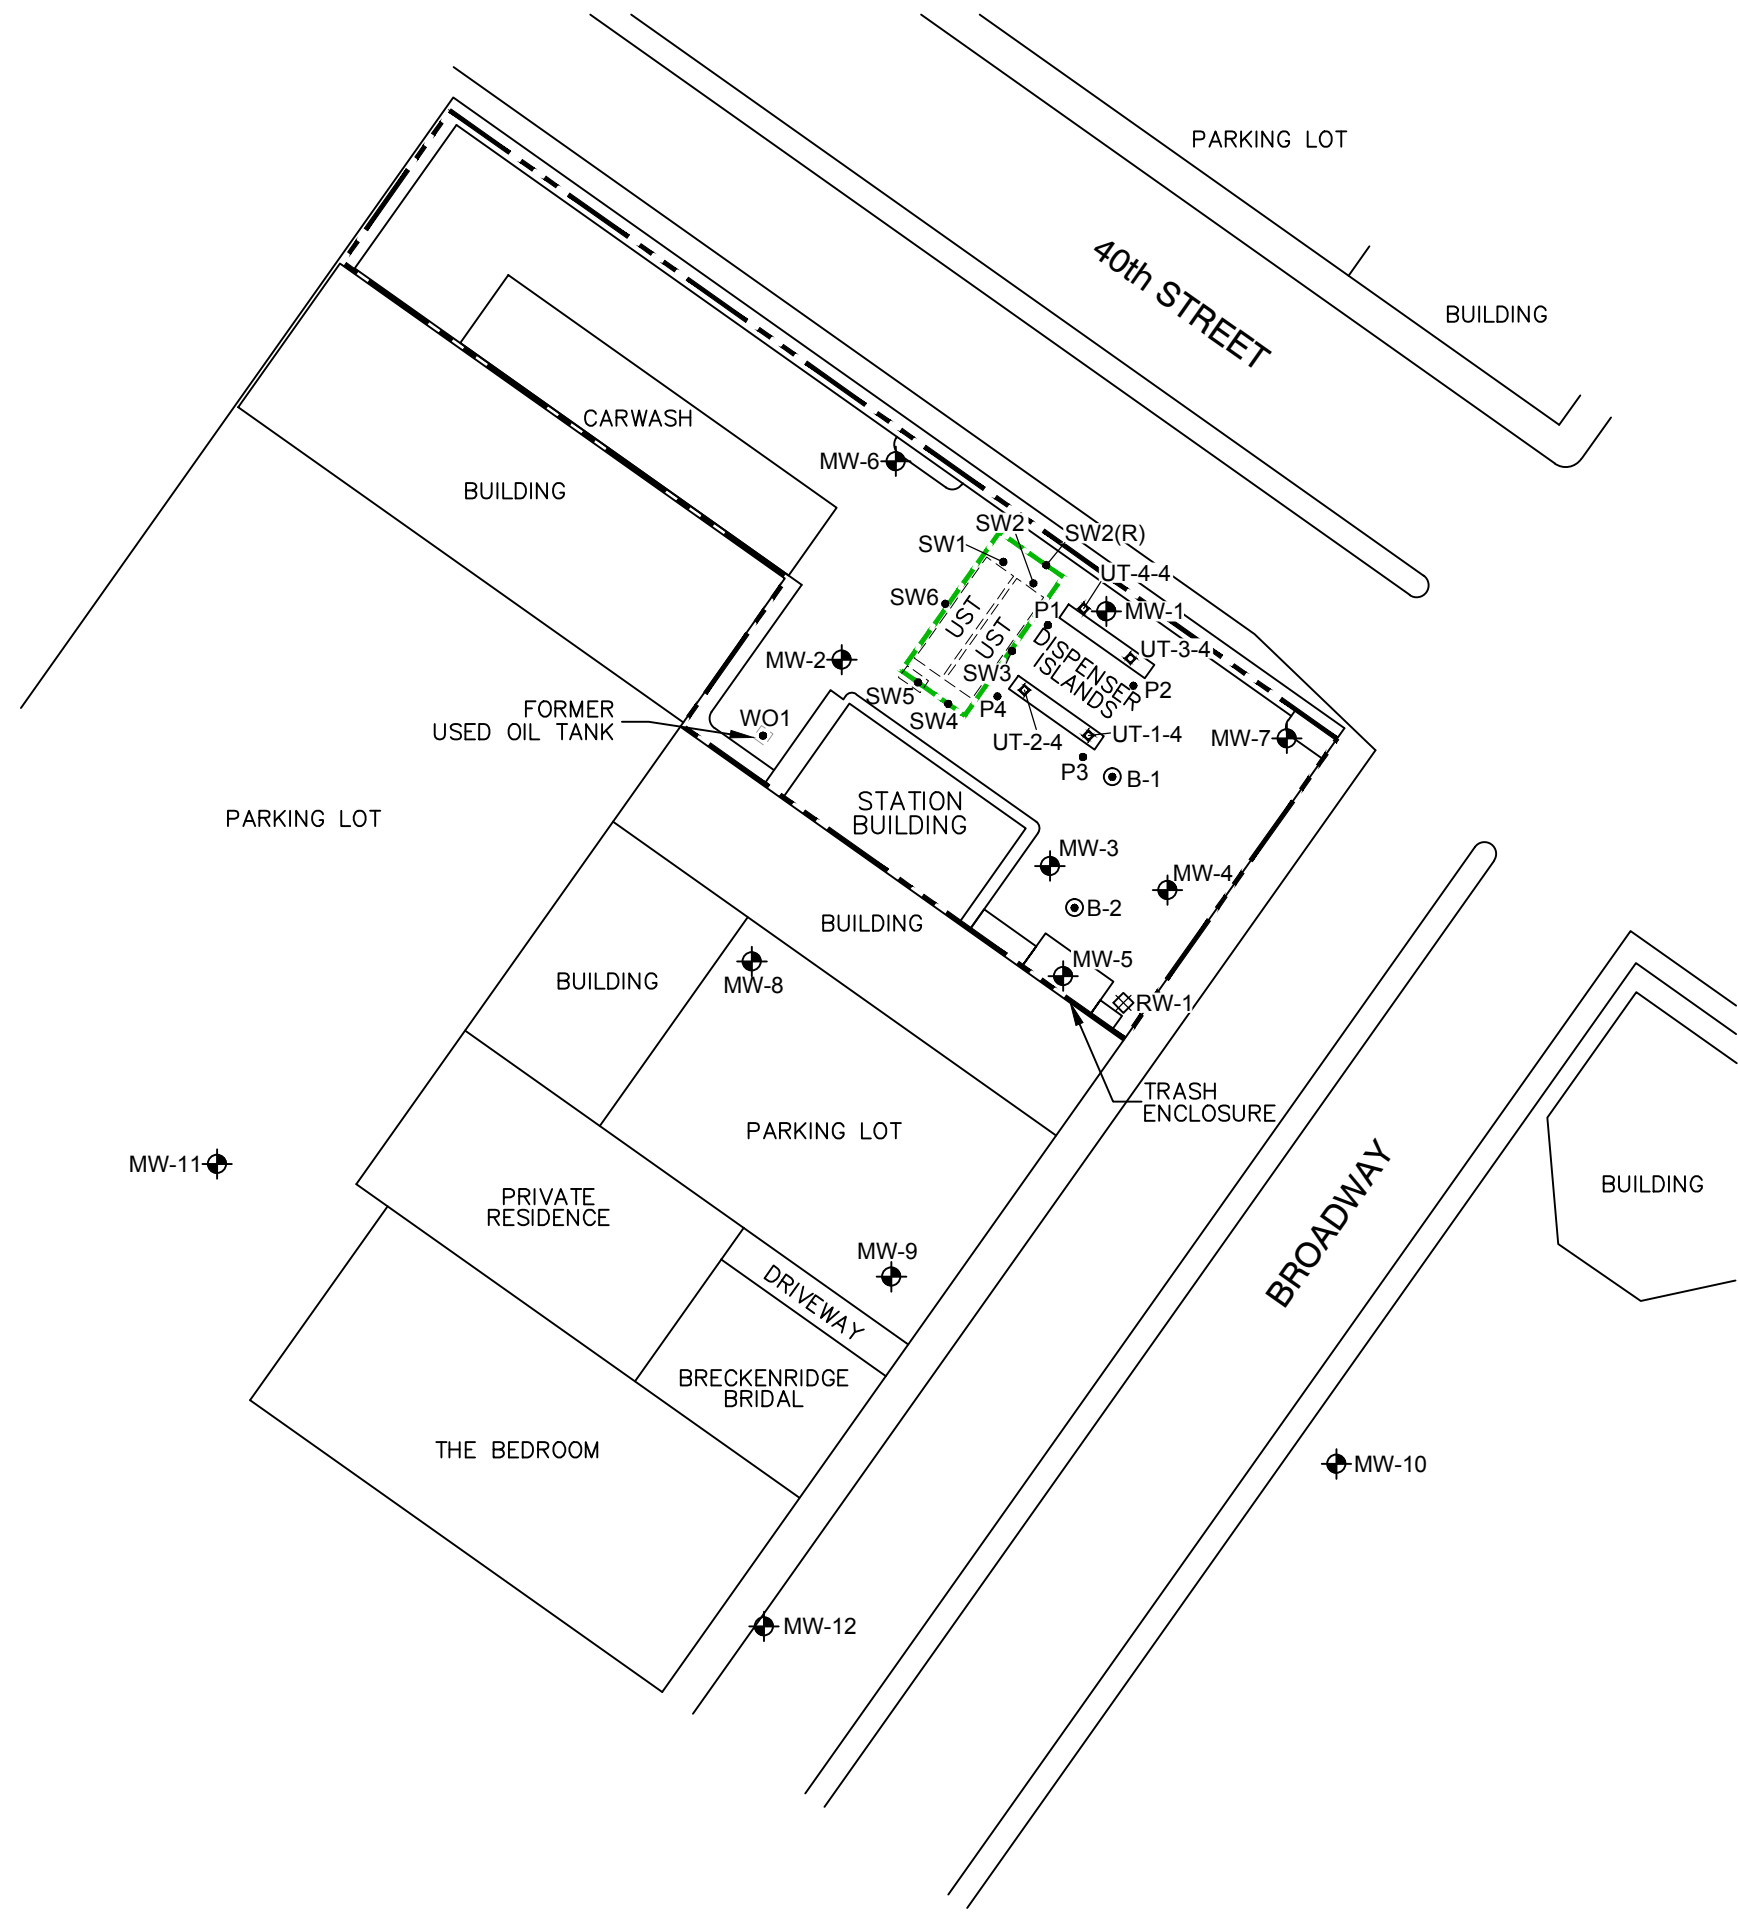 PARKING LOT
40th STREET
BUILDING
CARWASH
MW-6
BUILDING
SW2
SW2(R)
SW1
UT-4-4
SW6
UST
P1
MW-1
UST
DISPENSER
ISLANDS
UT-3-4
MW-2
SW3
P2
SW5
P4
SW4
FORMER
USED OIL TANK
WO1
UT-2-4
UT-1-4
MW-7
P3
B-1
STATION
BUILDING
PARKING LOT
MW-3
MW-4
B-2
BUILDING
MW-5
BUILDING
MW-8
RW-1
TRASH
ENCLOSURE
PARKING LOT
MW-11
BROADWAY
BUILDING
PRIVATE
RESIDENCE
MW-9
DRIVEWAY
BRECKENRIDGE
BRIDAL
THE BEDROOM
MW-10
MW-12